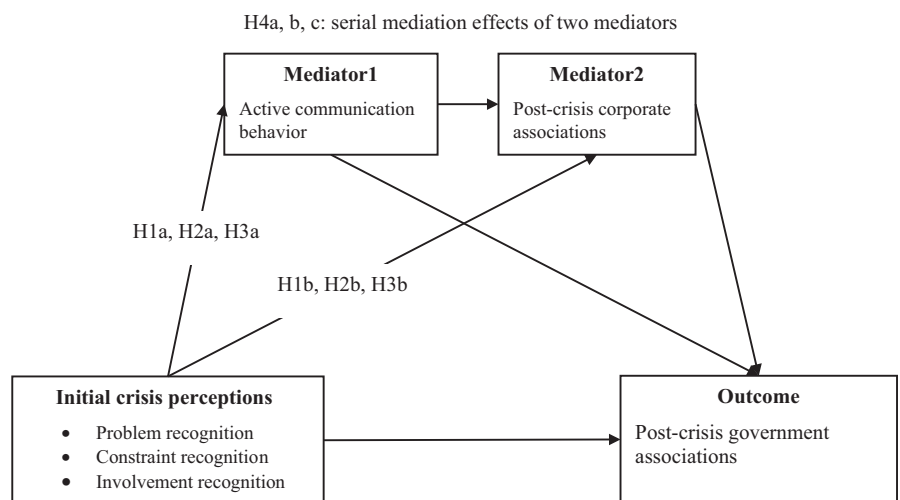 H4a, b, c: serial mediation effects of two mediators
Mediator1
Active communication
behavior
Mediator2
Post-crisis corporate
associations
H1a, H2a, H3a
H1b, H2b, H3b
Initial crisis perceptions
• Problem recognition
• Constraint recognition
• Involvement recognition
Outcome
Post-crisis government
associations